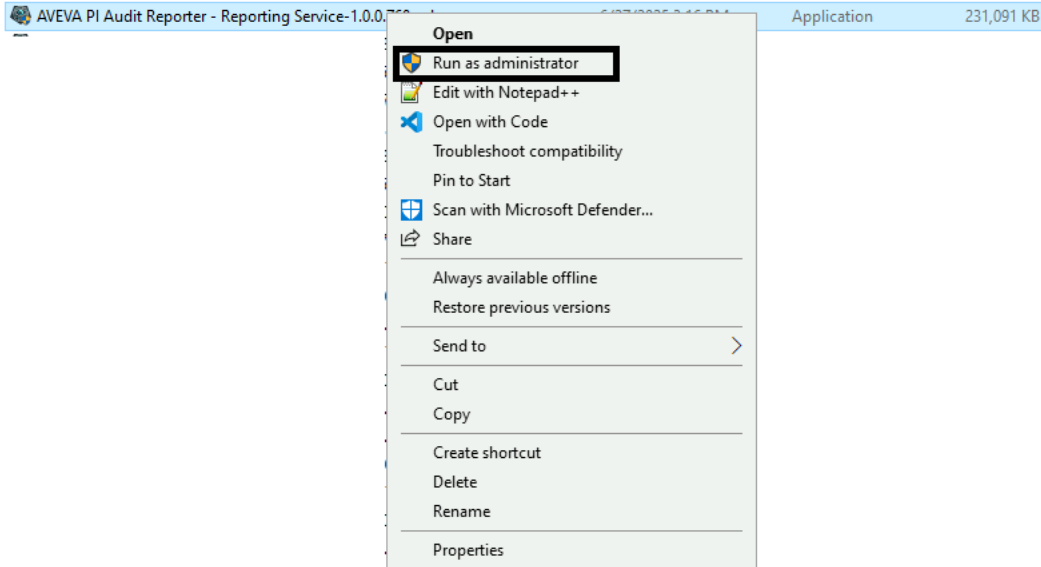 AVEVA PI Audit Reporter - Reporting Service-1.0.0. Application 231,091 KB
Open
Run as administrator
Edit with Notepad++
Open with Code
Troubleshoot compatibility
Pin to Start
Scan with Microsoft Defender...
Share
Always available offline
Restore previous versions
Send to
Cut
Copy
Create shortcut
Delete
Rename
Properties